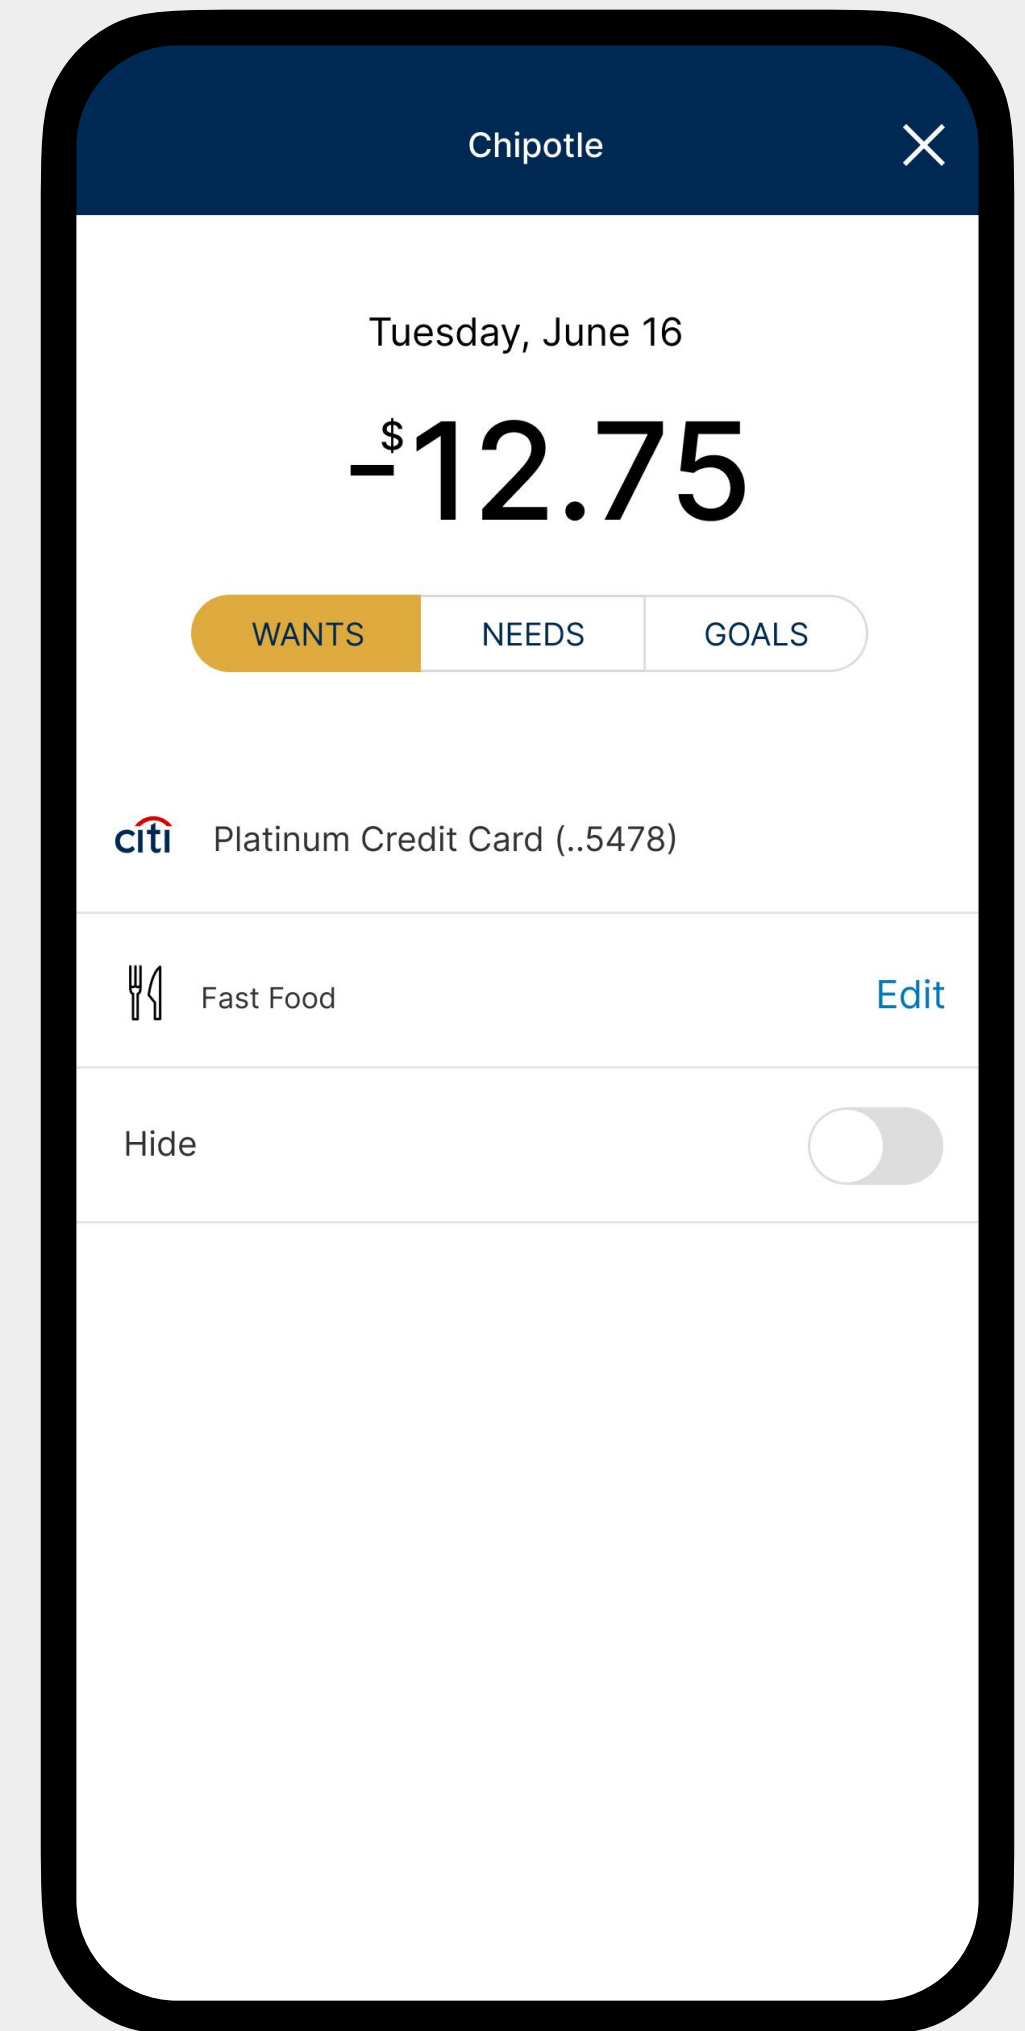 Chipotle
Tuesday, June 16
-$12.75
WANTS NEEDS GOALS
citi Platinum Credit Card (..5478)
Fast Food Edit
Hide